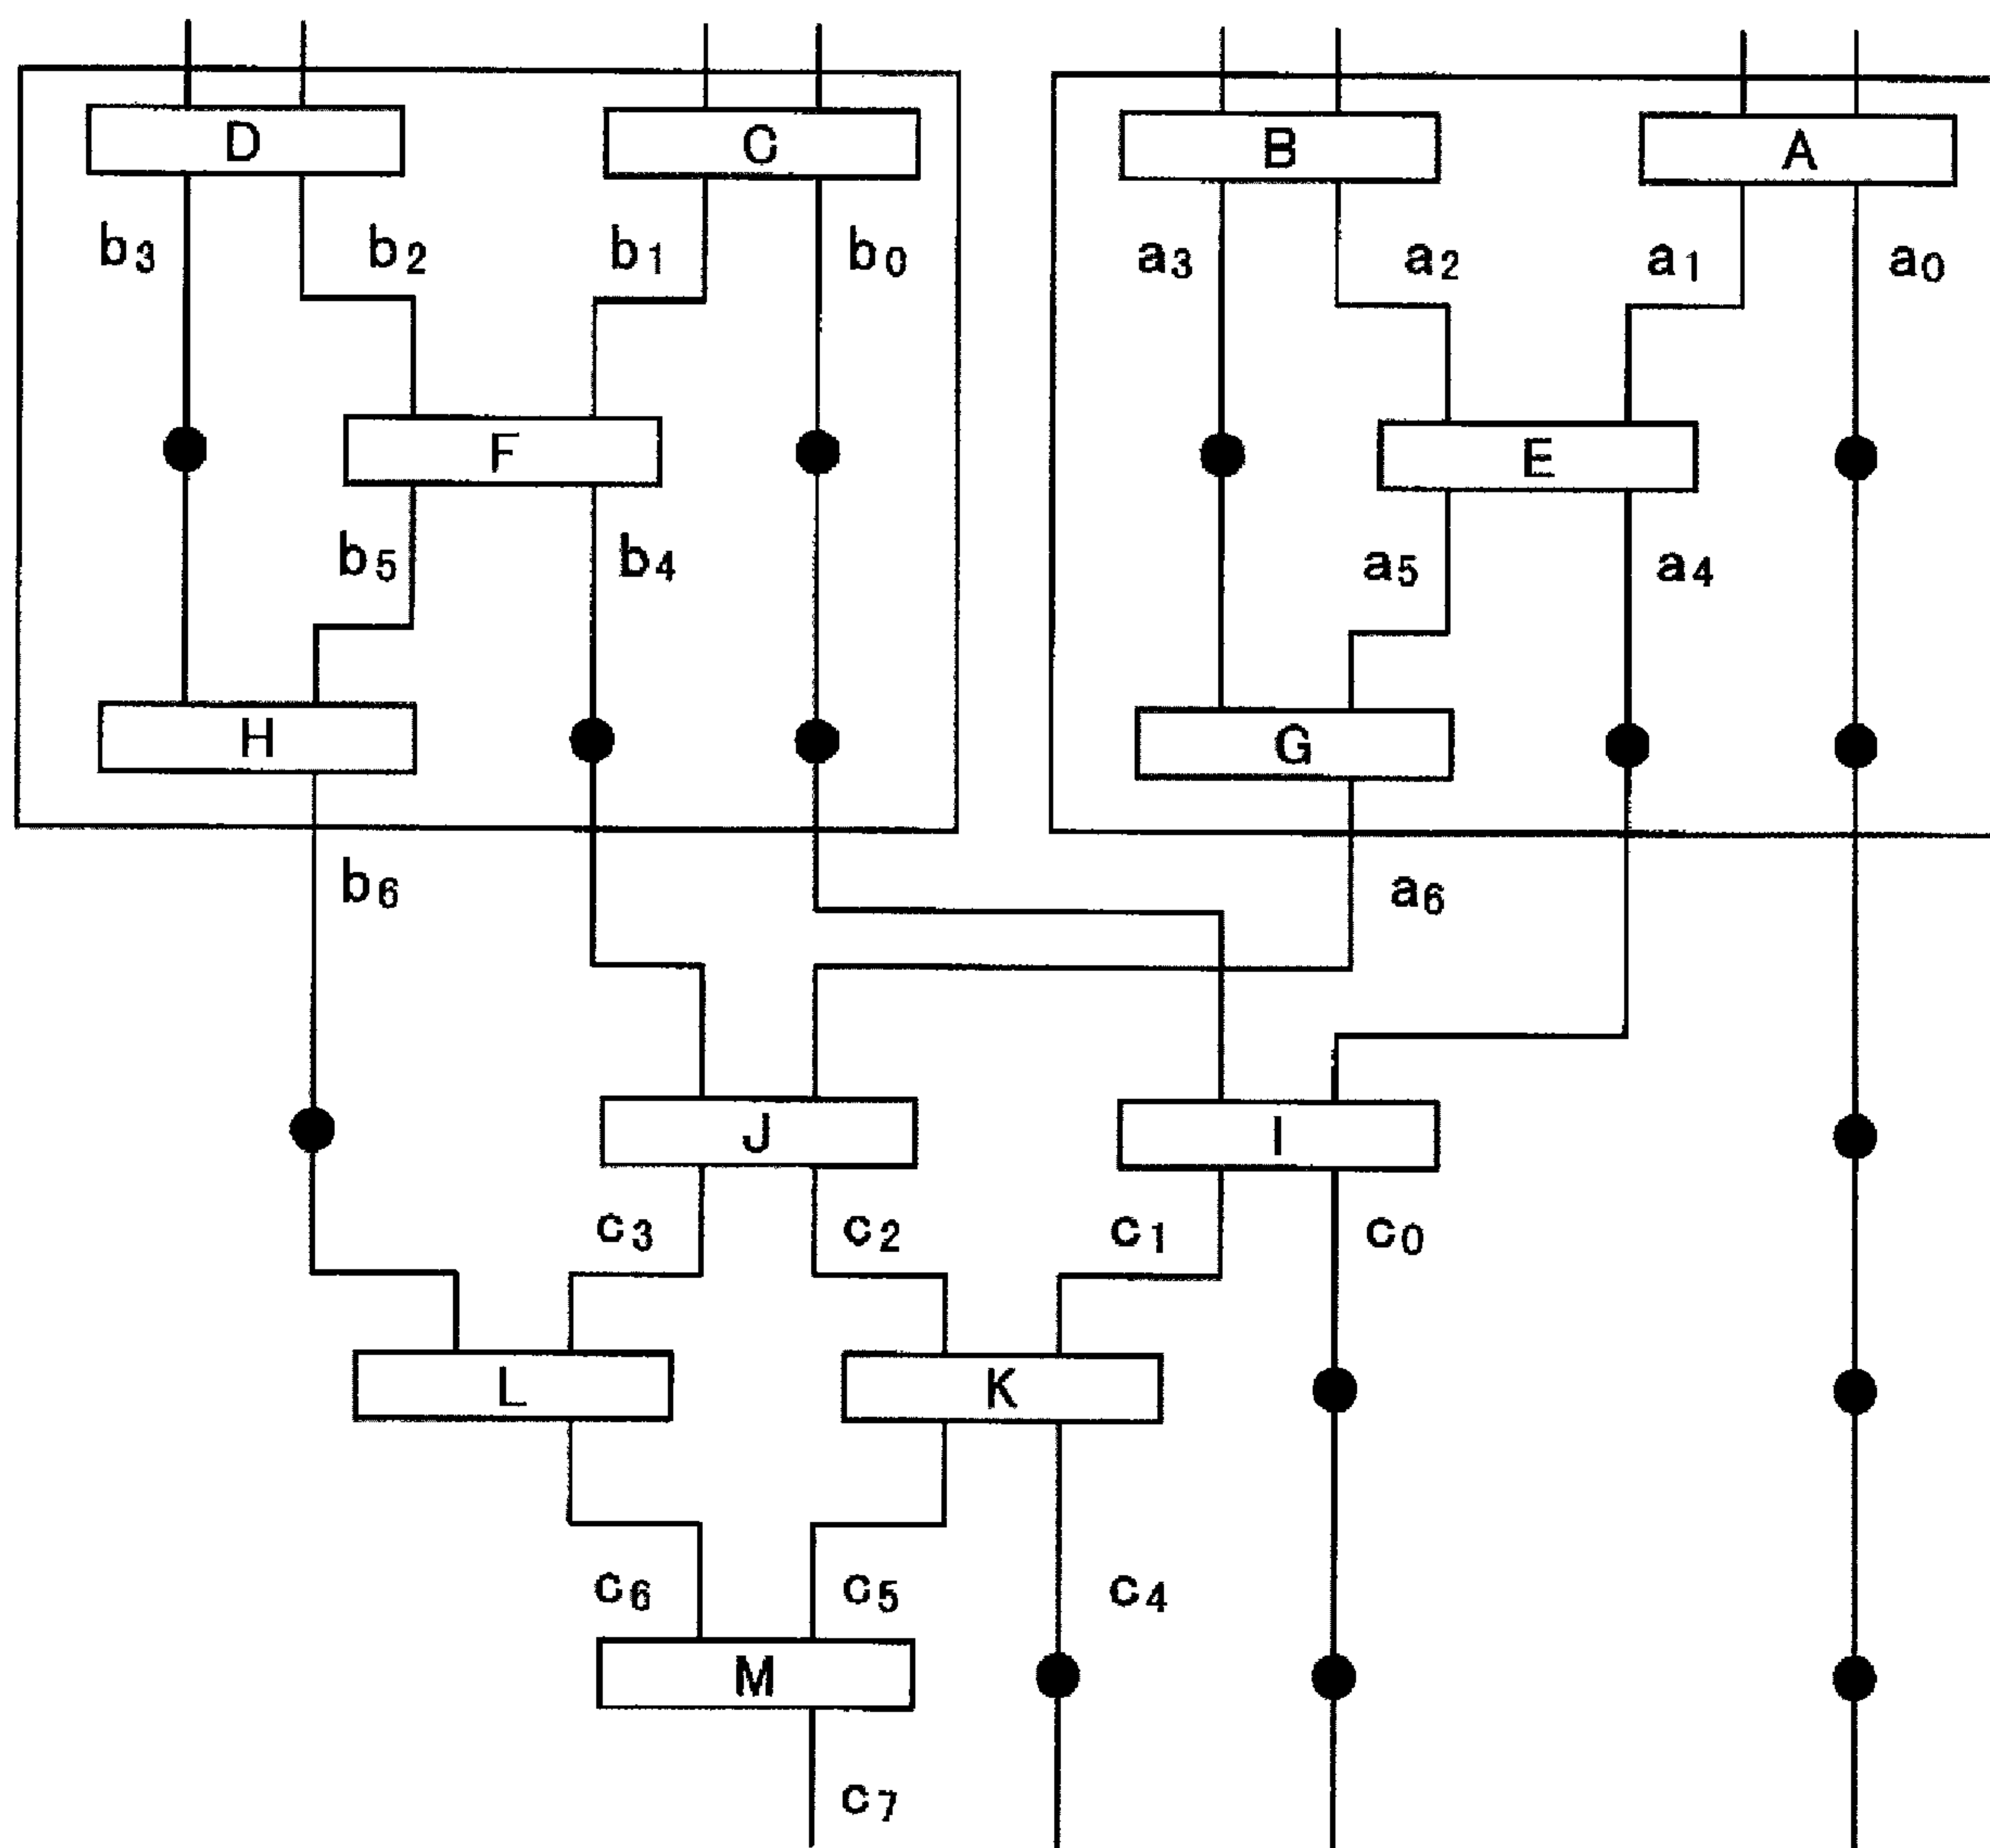 D C B A
b3 b2 b1 b0 a3 a2 a1 a0
F E
b5 b4 a5 a4
H G
b6 a6
J I
c3 c2 c1 c0
L K
c6 c5 c4
M
c7